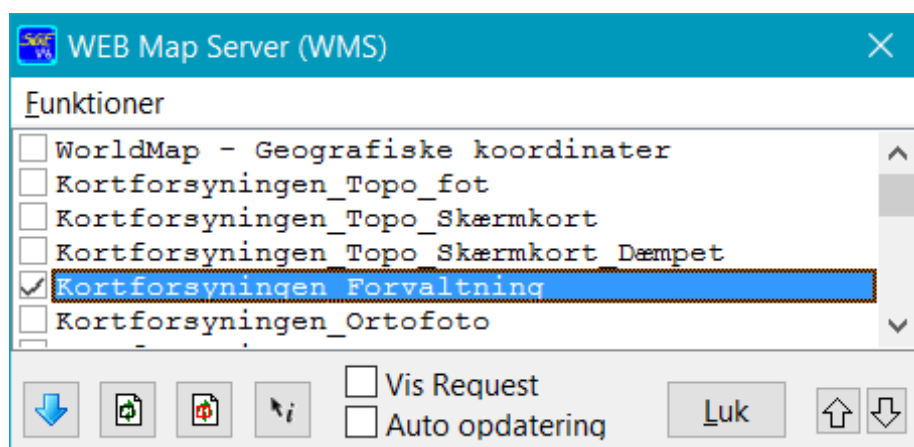 WEB Map Server (WMS)
Funktioner
WorldMap - Geografiske koordinater
Kortforsyningen_Topo_fot
Kortforsyningen_Topo_Skærmkort
Kortforsyningen_Topo_Skærmkort_Dæmpet
Kortforsyningen_Forvaltning
Kortforsyningen_Ortofoto
Vis Request
Auto opdatering
Luk